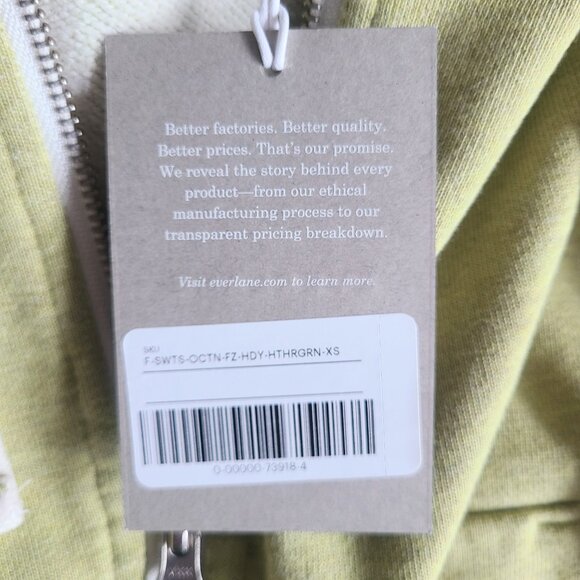 Better factories. Better quality.
Better prices. That's our promise.
We reveal the story behind every
product—from our ethical
manufacturing process to our
transparent pricing breakdown.
Visit everlane.com to learn more.
SKU
F-SWTS-OCTN-FZ-HDY-HTHRGRN-XS
0-00000-73918-4